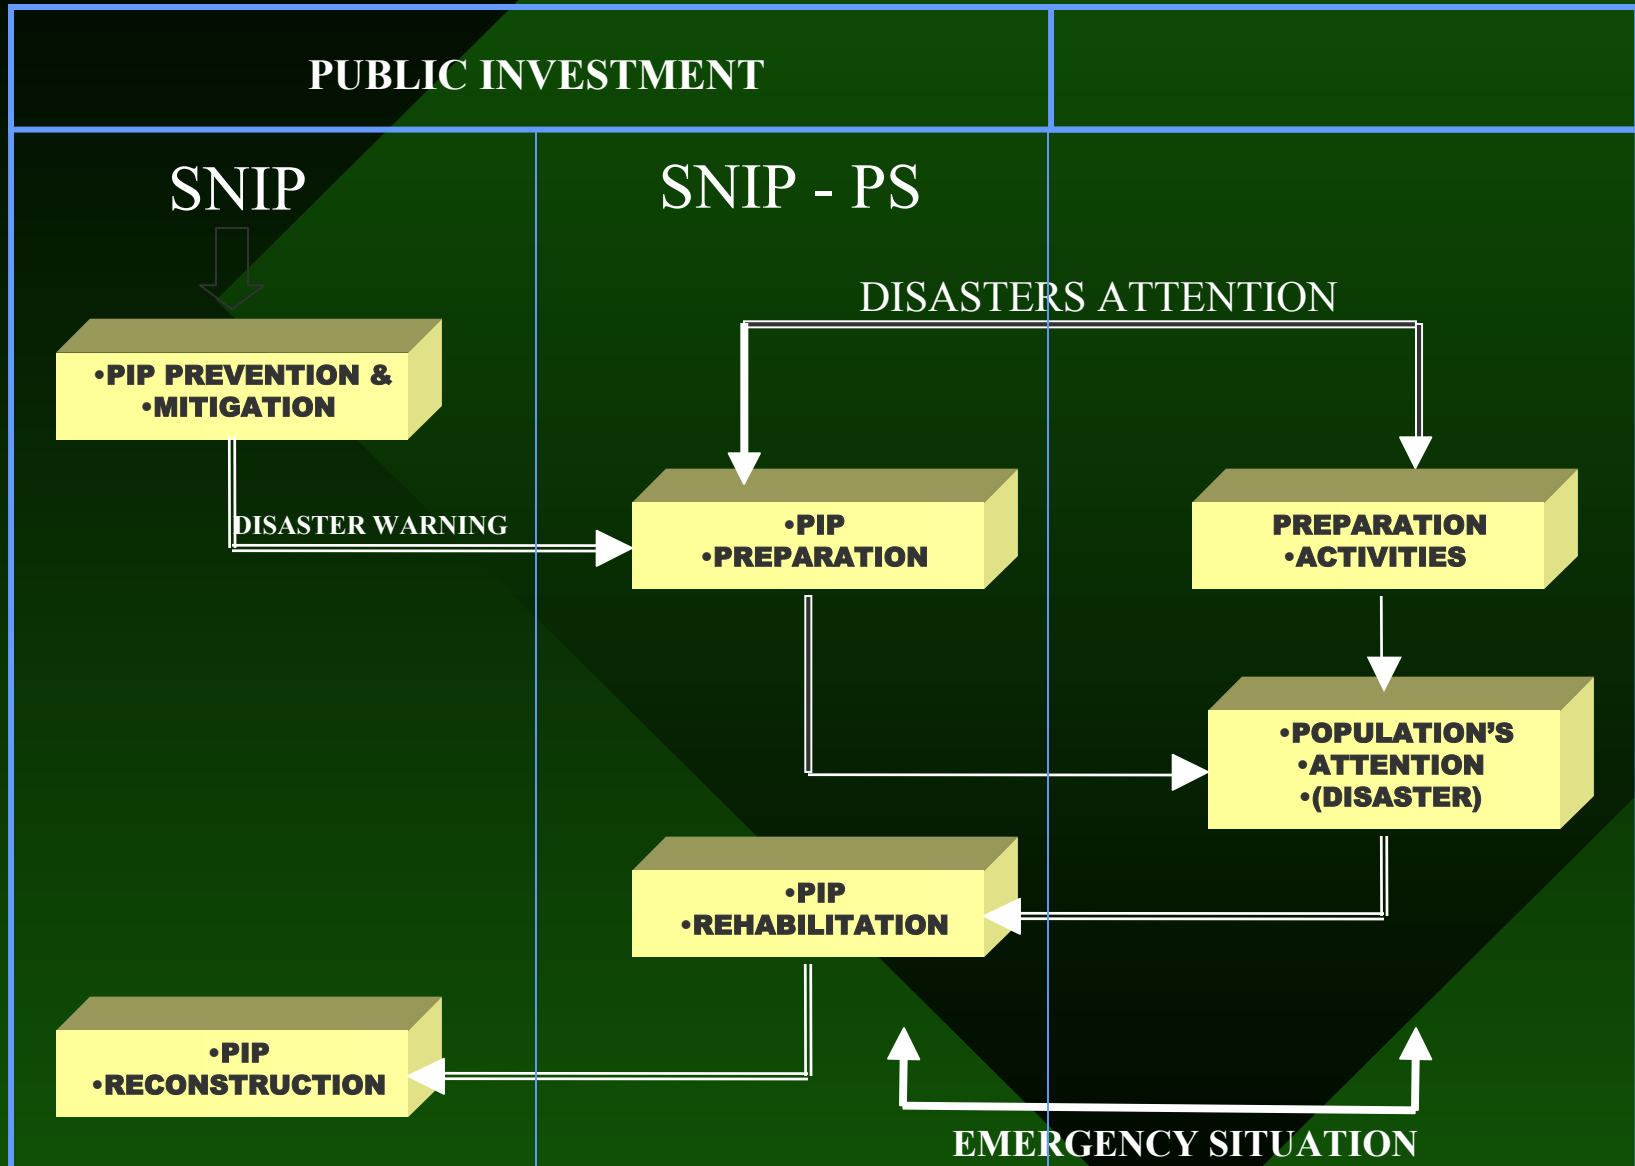 PUBLIC INVESTMENT
SNIP
SNIP - PS
DISASTERS ATTENTION
•PIP PREVENTION &
•MITIGATION
DISASTER WARNING
•PIP
•PREPARATION
PREPARATION
•ACTIVITIES
•POPULATION’S
•ATTENTION
•(DISASTER)
•PIP
•REHABILITATION
•PIP
•RECONSTRUCTION
EMERGENCY SITUATION